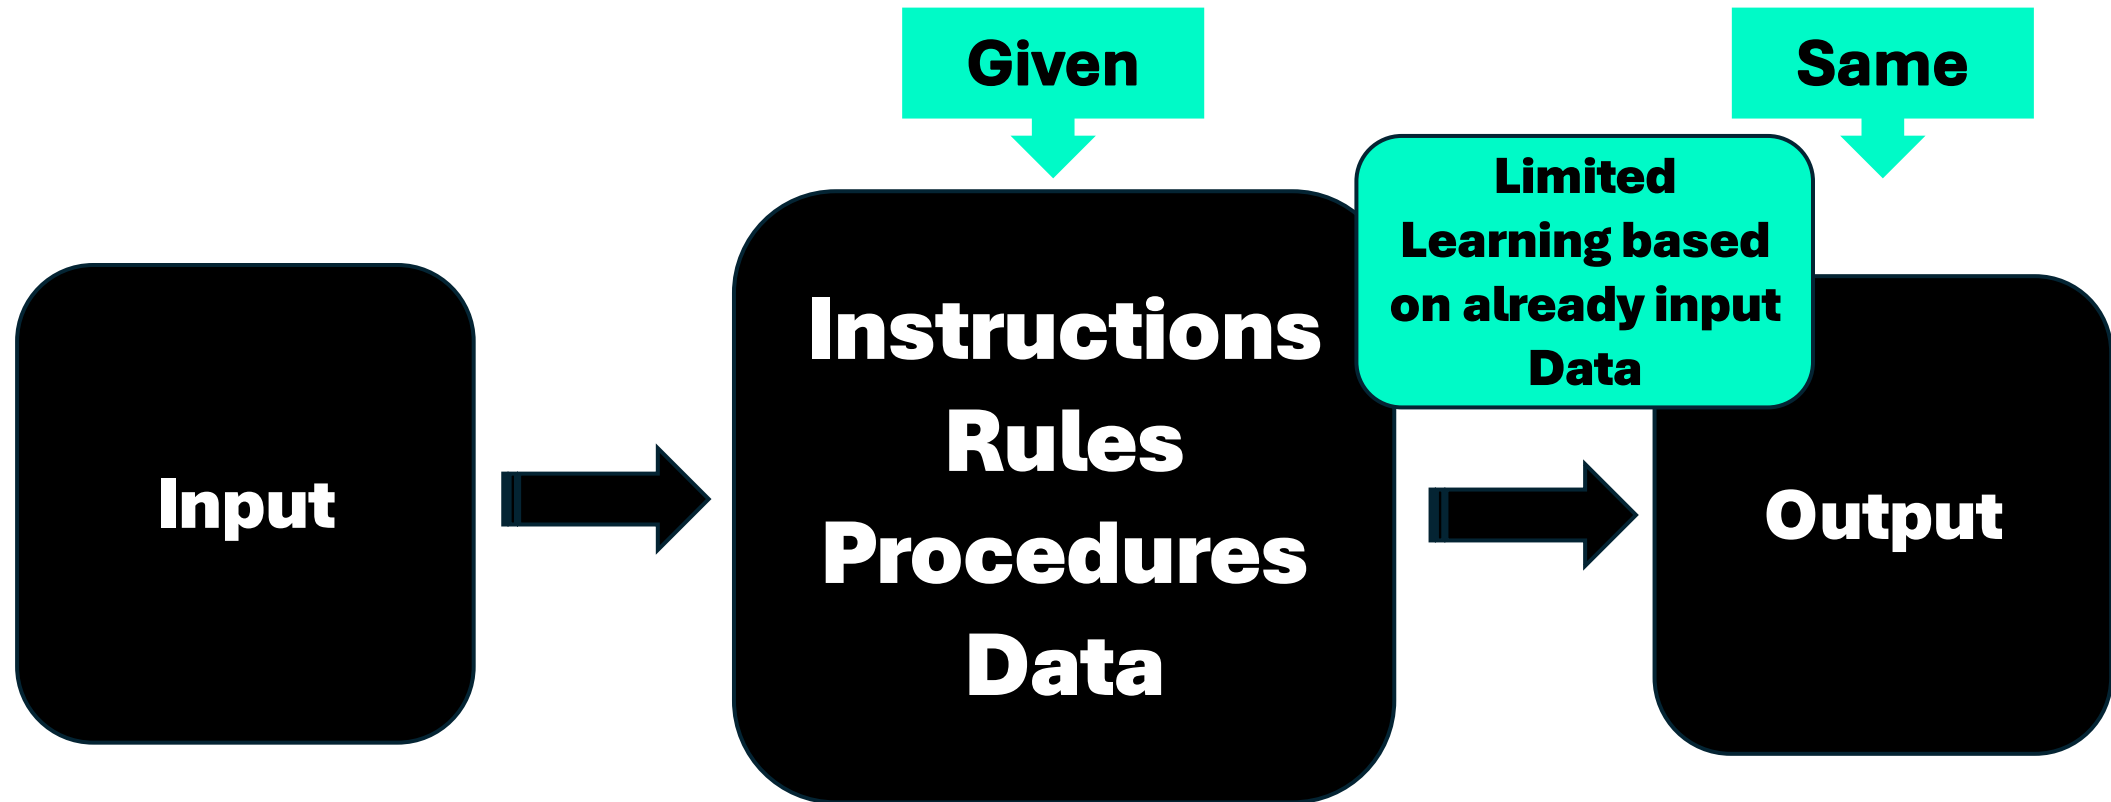 Given
Same
Limited
Learning based
on already input
Data
Input
Instructions
Rules
Procedures
Data
Output